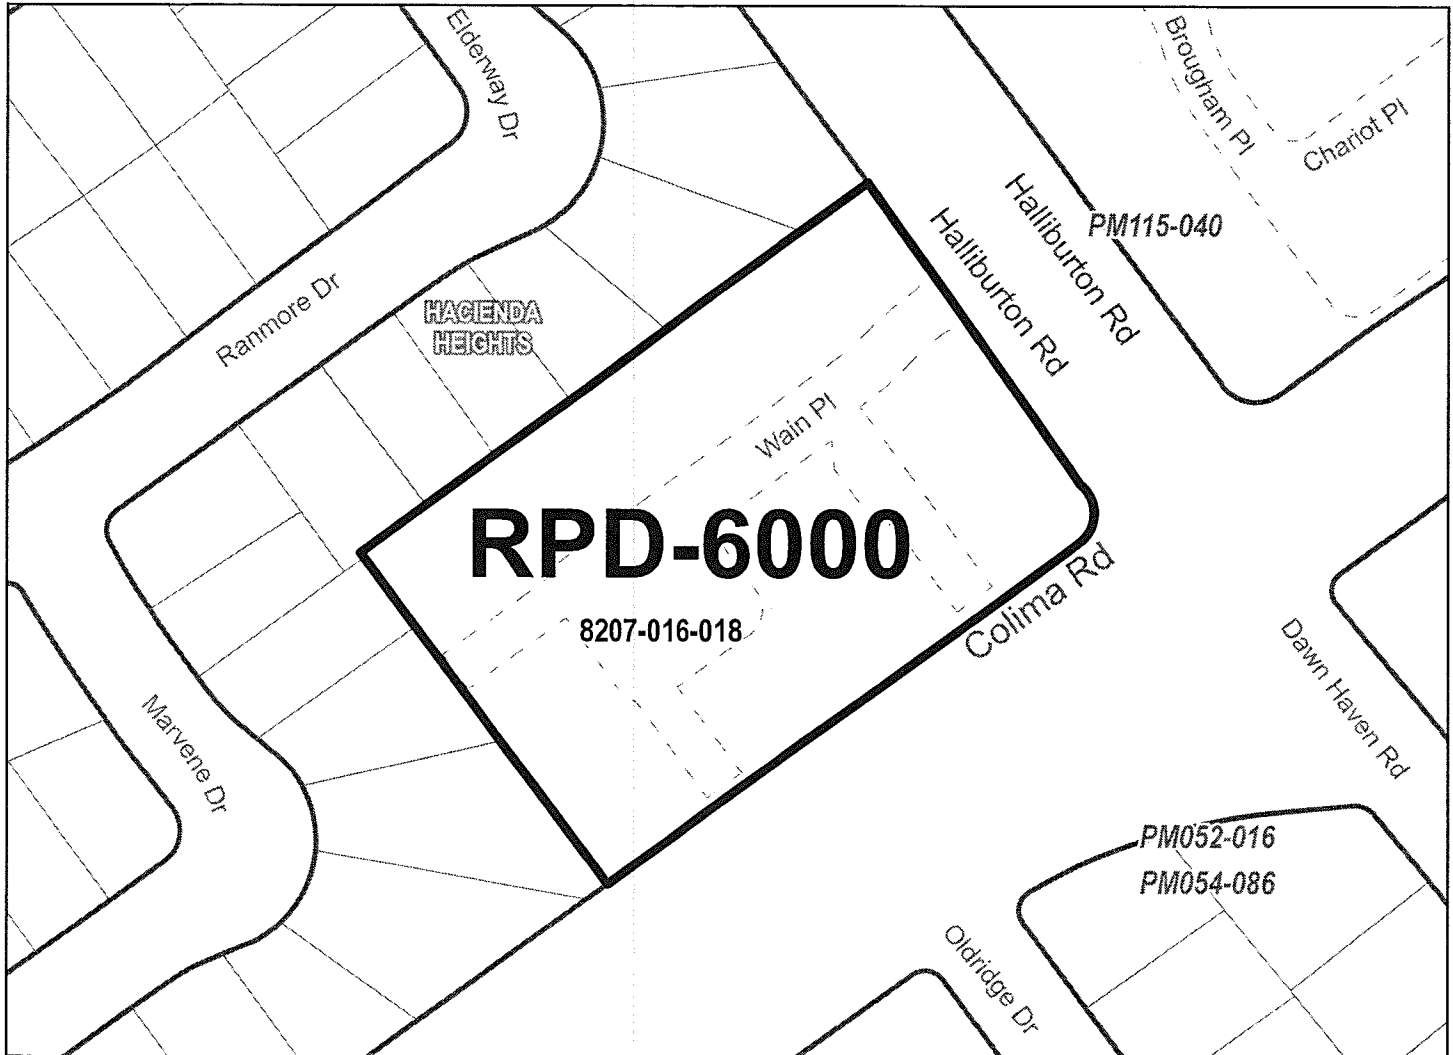 Elderway Dr
Brougham Pl
Chariot Pl
Halliburton Rd
Halliburton Rd
PM115-040
Ranmore Dr
HACIENDA
HEIGHTS
Wain Pl
RPD-6000
8207-016-018
Colima Rd
Dawn Haven Rd
Marvene Dr
PM052-016
PM054-086
Oldridge Dr